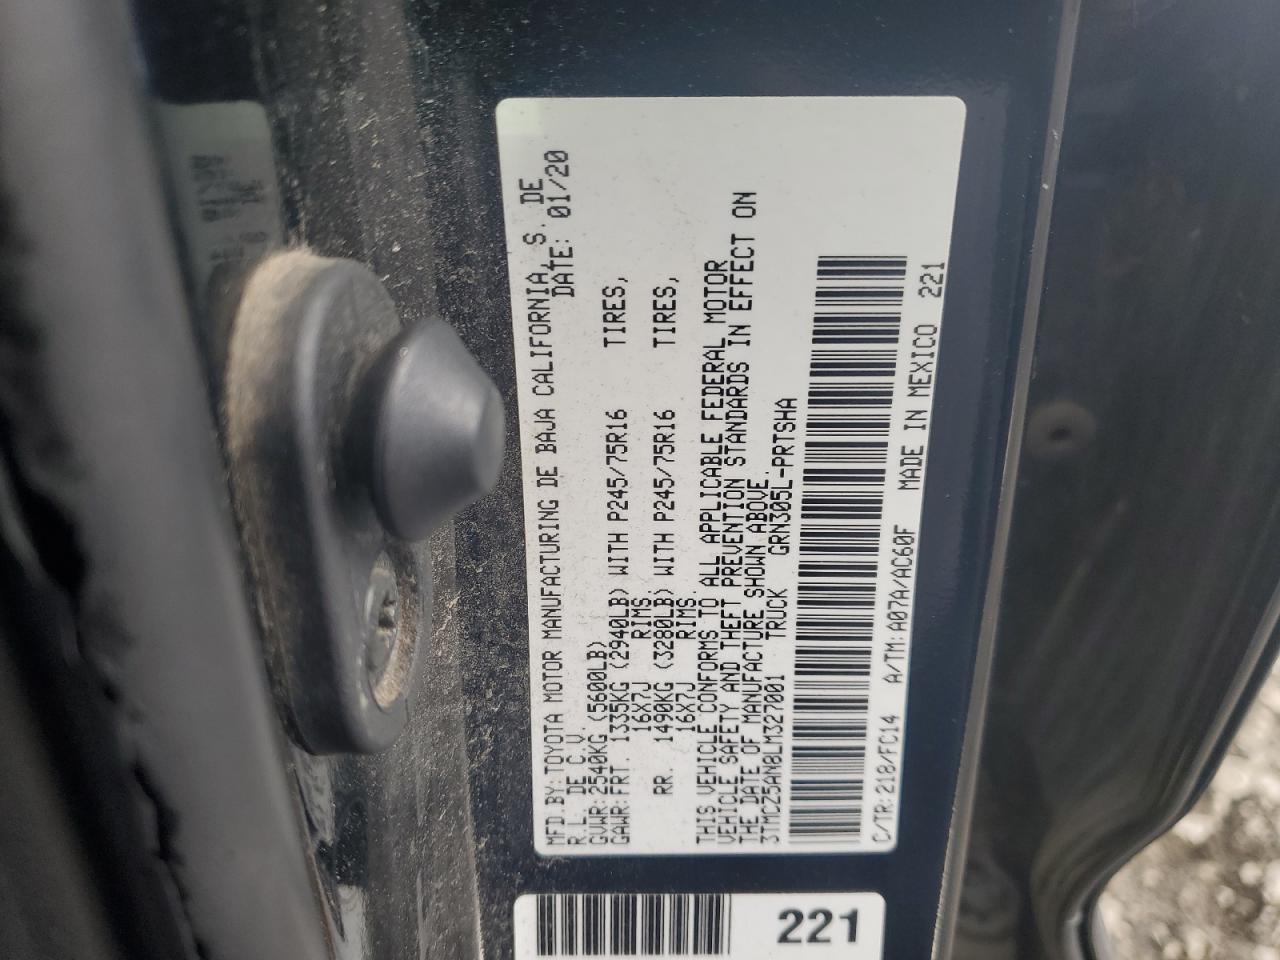 MFD.BY:TOYOTA MOTOR MANUFACTURING DE BAJA CALIFORNIA, S. DE
R.L. DE C.V. DATE: 01/20
GVWR:2540KG (5600LB)
GAWR:FRT. 1335KG (2940LB) WITH P245/75R16 TIRES,
16X7J RIMS.
RR. 1490KG (3280LB) WITH P245/75R16 TIRES,
16X7J RIMS.
THIS VEHICLE CONFORMS TO ALL APPLICABLE FEDERAL MOTOR
VEHICLE SAFETY AND THEFT PREVENTION STANDARDS IN EFFECT ON
THE DATE OF MANUFACTURE SHOWN ABOVE.
3TMCZ5AN8LM327001 TRUCK GRN305L-PRTSHA
C/TR:218/FC14 A/TM:A07A/AC60F MADE IN MEXICO 221
221